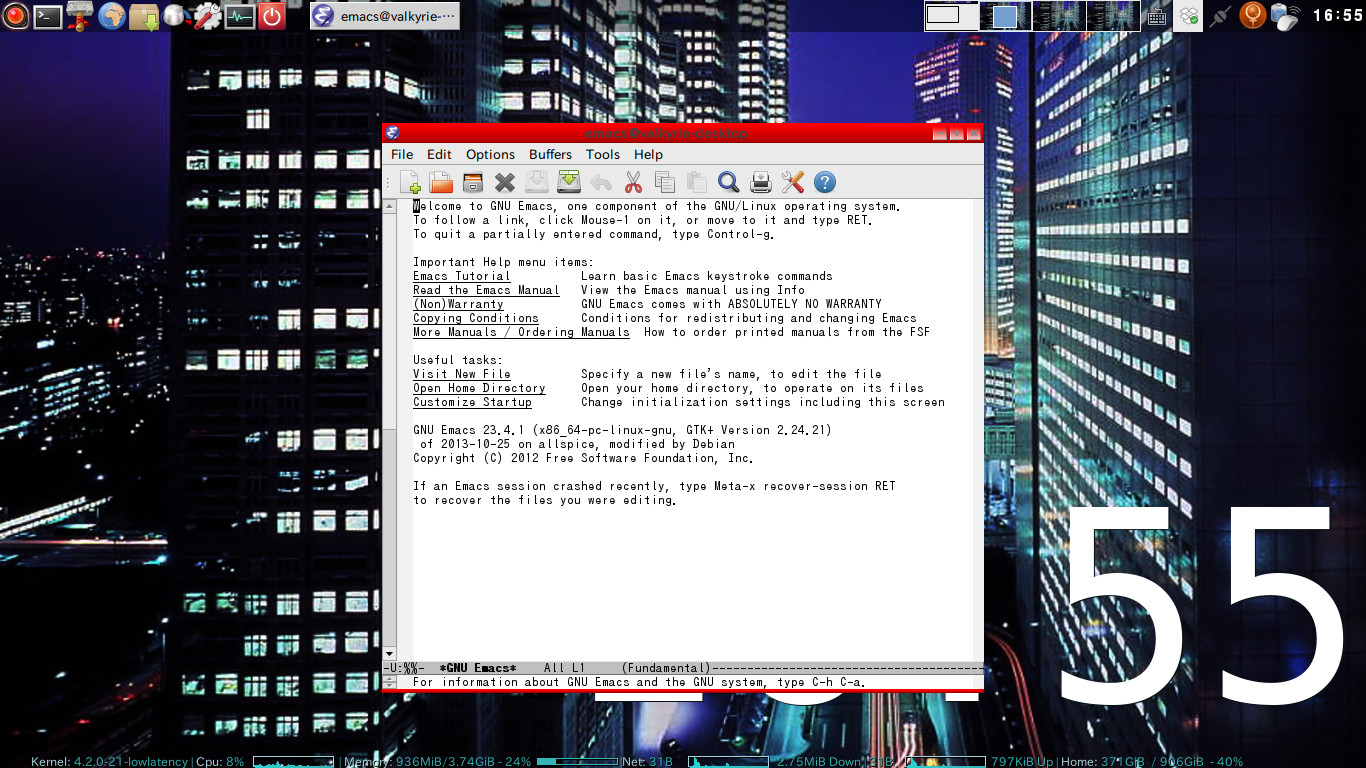 emacs@valkyrie-···
16:55
emacs@valkyrie-desktop
File Edit Options Buffers Tools Help
Welcome to GNU Emacs, one component of the GNU/Linux operating system.
To follow a link, click Mouse-1 on it, or move to it and type RET.
To quit a partially entered command, type Control-g.
Important Help menu items:
Emacs Tutorial Learn basic Emacs keystroke commands
Read the Emacs Manual View the Emacs manual using Info
(Non)Warranty GNU Emacs comes with ABSOLUTELY NO WARRANTY
Copying Conditions Conditions for redistributing and changing Emacs
More Manuals / Ordering Manuals How to order printed manuals from the FSF
Useful tasks:
Visit New File Specify a new file's name, to edit the file
Open Home Directory Open your home directory, to operate on its files
Customize Startup Change initialization settings including this screen
GNU Emacs 23.4.1 (x86_64-pc-linux-gnu, GTK+ Version 2.24.21)
of 2013-10-25 on allspice, modified by Debian
Copyright (C) 2012 Free Software Foundation, Inc.
If an Emacs session crashed recently, type Meta-x recover-session RET
to recover the files you were editing.
-U:%%- *GNU Emacs* All L1 (Fundamental)--------------------------------------
For information about GNU Emacs and the GNU system, type C-h C-a.
55
Kernel: 4.2.0-21-lowlatency | Cpu: 8% | Memory: 936MiB/3.74GiB - 24% Net: 31B 2.75MiB Down 797KiB Up | Home: 371GiB / 906GiB - 40%